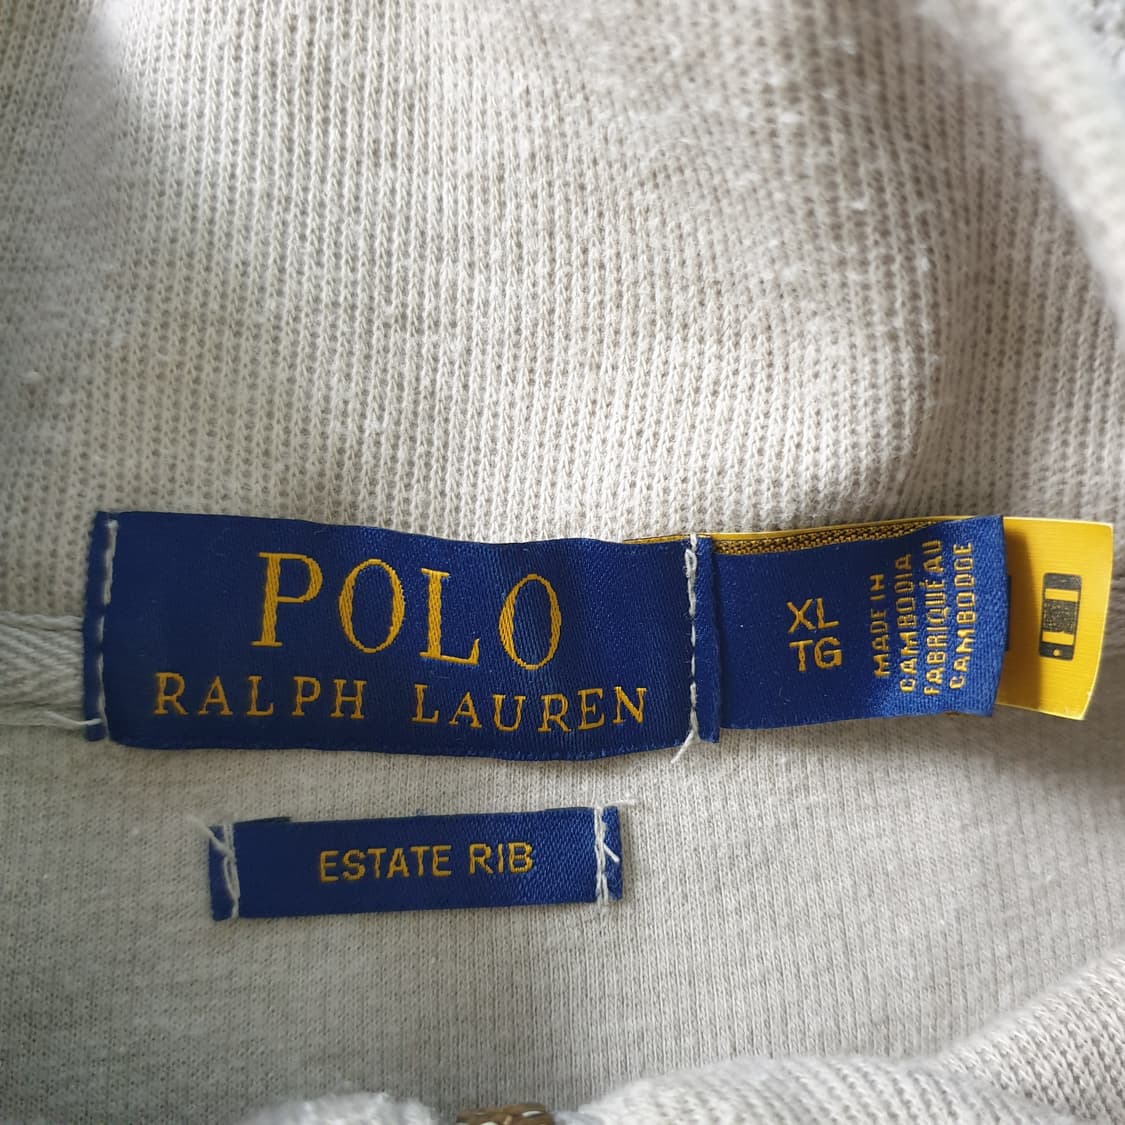 POLO
RALPH LAUREN
XL
TG
MADE IN
CAMBODIA
FABRIQUÉ AU
CAMBODGE
ESTATE RIB